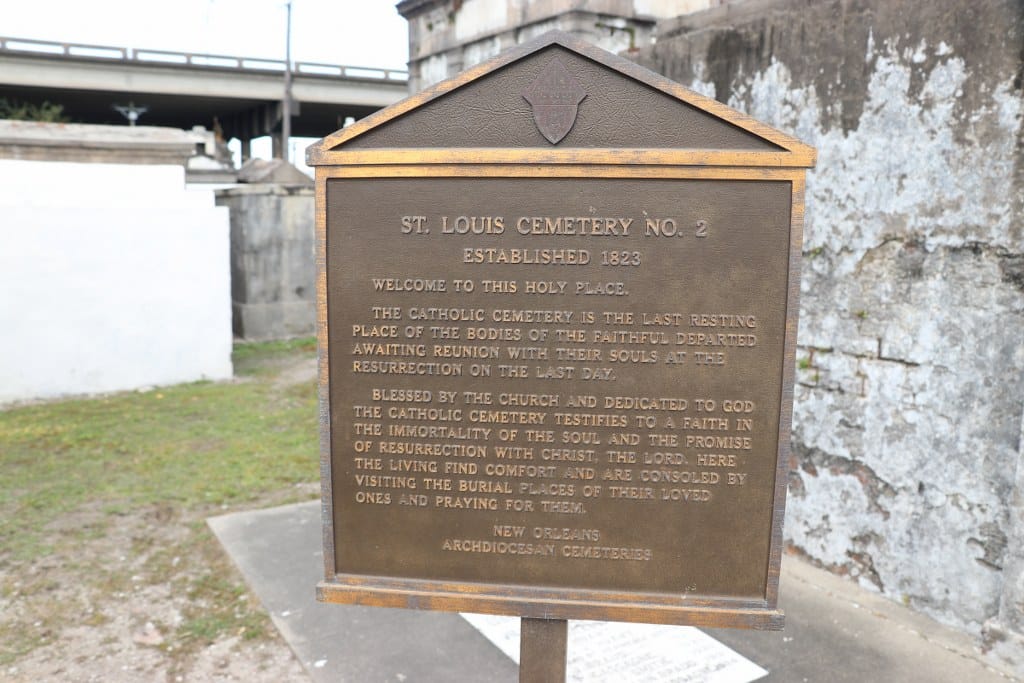 ST. LOUIS CEMETERY NO. 2
ESTABLISHED 1823
WELCOME TO THIS HOLY PLACE.
THE CATHOLIC CEMETERY IS THE LAST RESTING
PLACE OF THE BODIES OF THE FAITHFUL DEPARTED
AWAITING REUNION WITH THEIR SOULS AT THE
RESURRECTION ON THE LAST DAY.
BLESSED BY THE CHURCH AND DEDICATED TO GOD
THE CATHOLIC CEMETERY TESTIFIES TO A FAITH IN
THE IMMORTALITY OF THE SOUL AND THE PROMISE
OF RESURRECTION WITH CHRIST, THE LORD. HERE
THE LIVING FIND COMFORT AND ARE CONSOLED BY
VISITING THE BURIAL PLACES OF THEIR LOVED
ONES AND PRAYING FOR THEM.
NEW ORLEANS
ARCHDIOCESAN CEMETERIES